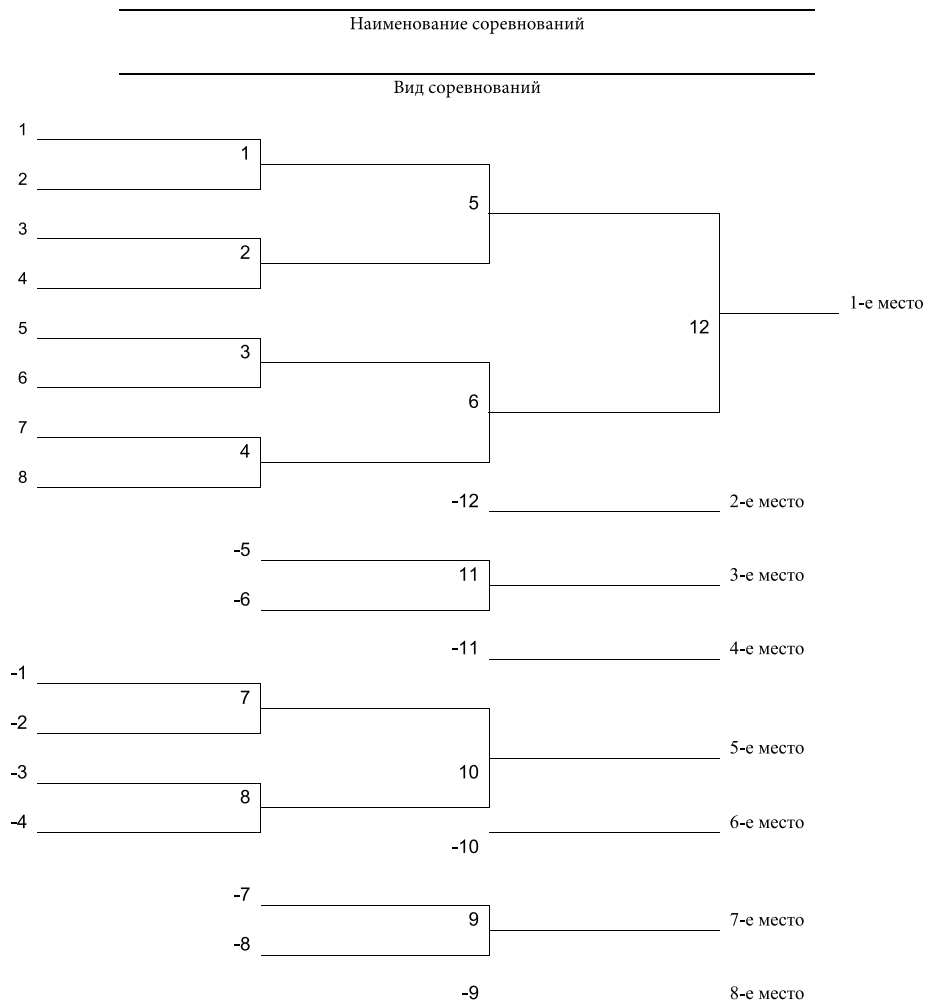 Наименование соревнований
Вид соревнований
1
1
2
5
3
2
4
1-е место
5
12
3
6
6
7
4
8
-12 2-е место
-5
11 3-е место
-6
-11 4-е место
-1
7
-2
5-е место
-3
10
8
-4 6-е место
-10
-7
9 7-е место
-8
-9 8-е место